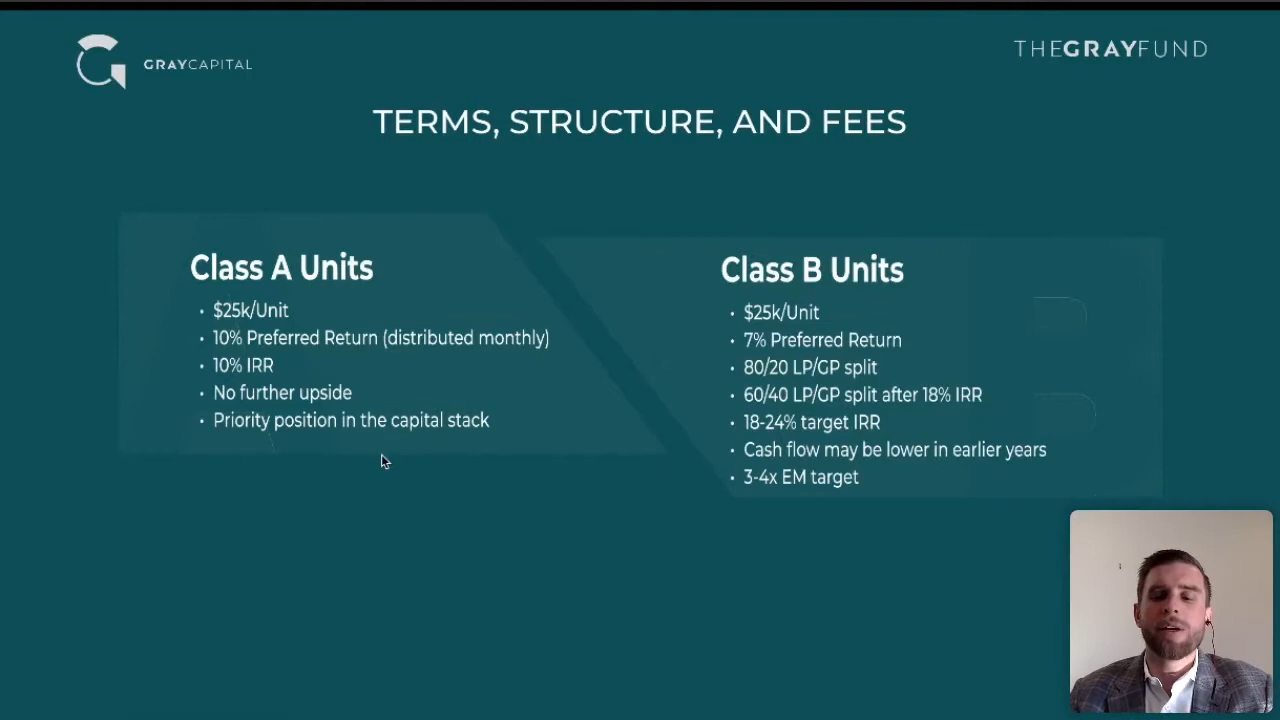 GRAYCAPITAL
THEGRAYFUND
TERMS, STRUCTURE, AND FEES
Class A Units
• $25k/Unit
• 10% Preferred Return (distributed monthly)
• 10% IRR
• No further upside
• Priority position in the capital stack
Class B Units
• $25k/Unit
• 7% Preferred Return
• 80/20 LP/GP split
• 60/40 LP/GP split after 18% IRR
• 18-24% target IRR
• Cash flow may be lower in earlier years
• 3-4x EM target